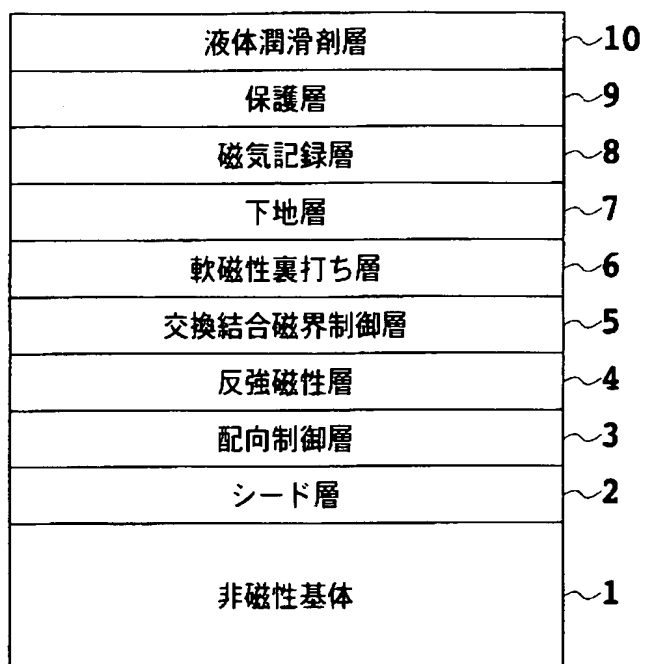 液体潤滑剤層 10
保護層 9
磁気記録層 8
下地層 7
軟磁性裏打ち層 6
交換結合磁界制御層 5
反強磁性層 4
配向制御層 3
シード層 2
非磁性基体 1